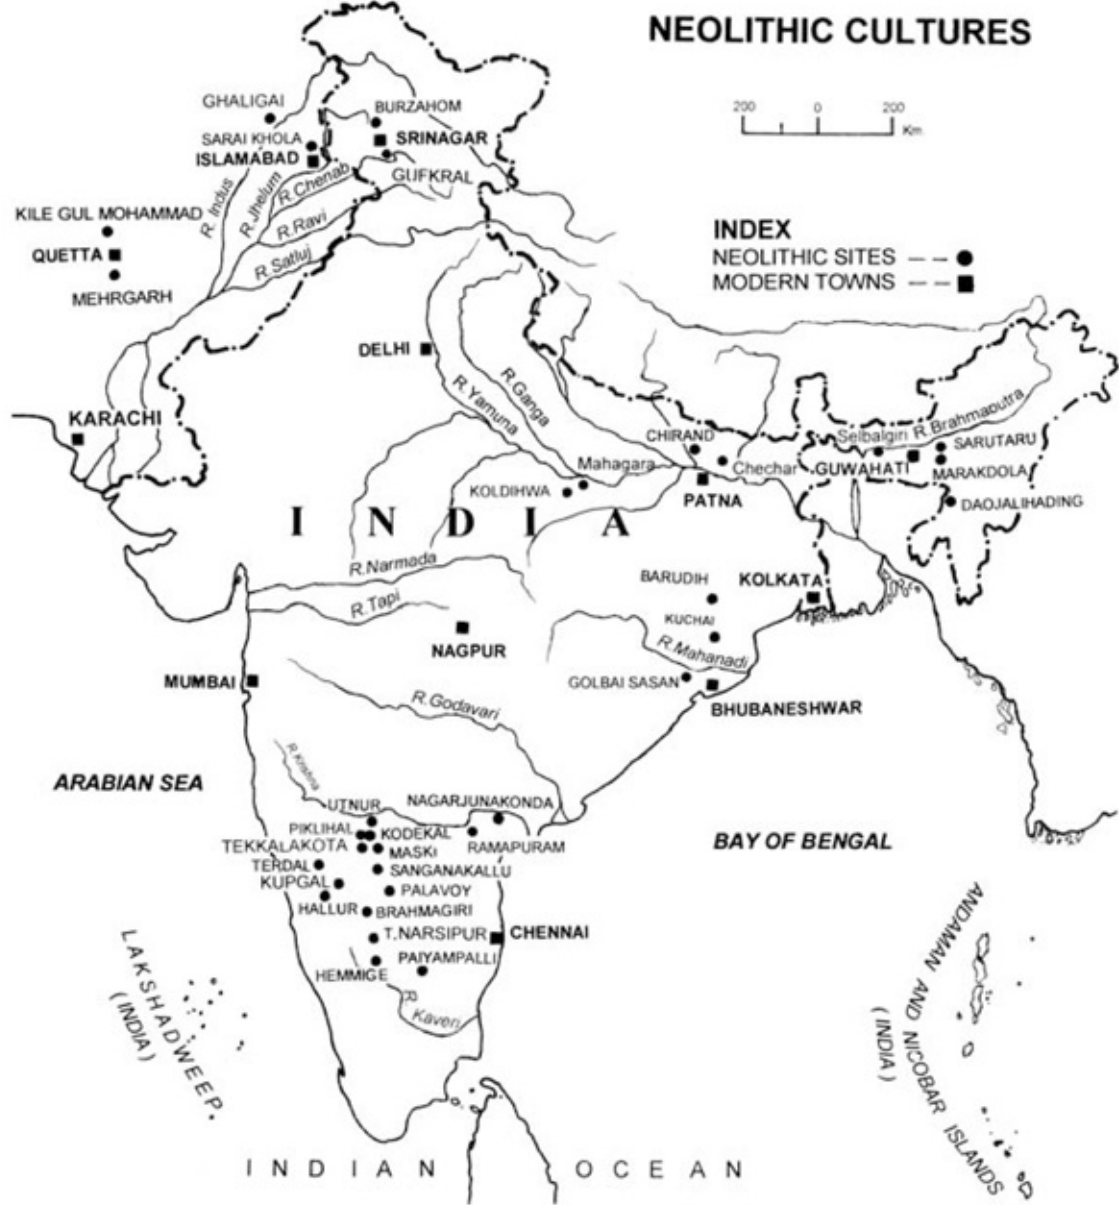 NEOLITHIC CULTURES
200 0 200
Km.
GHALIGAI
BURZAHOM
SARAI KHOLA
SRINAGAR
ISLAMABAD
GUFKRAL
R.Indus
R.Jhelum
R.Chenab
R.Ravi
R.Satluj
KILE GUL MOHAMMAD
QUETTA
MEHRGARH
INDEX
NEOLITHIC SITES
MODERN TOWNS
DELHI
R.Yamuna
R.Ganga
KARACHI
CHIRAND
Chechar
Mahagara
KOLDIHWA
PATNA
Selbalgiri
R.Brahmaputra
SARUTARU
GUWAHATI
MARAKDOLA
DAOJALIHADING
INDIA
R.Narmada
R.Tapi
BARUDIH
KOLKATA
KUCHAI
NAGPUR
R.Mahanadi
MUMBAI
GOLBAI SASAN
BHUBANESHWAR
R.Godavari
R.Krishna
ARABIAN SEA
BAY OF BENGAL
UTNUR
NAGARJUNAKONDA
PIKLIHAL
KODEKAL
RAMAPURAM
TEKKALAKOTA
MASKI
TERDAL
SANGANAKALLU
KUPGAL
PALAVOY
HALLUR
BRAHMAGIRI
T.NARSIPUR
CHENNAI
PAIYAMPALLI
HEMMIGE
R.
Kaveri
LAKSHADWEEP
(INDIA)
ANDAMAN AND NICOBAR ISLANDS
(INDIA)
INDIAN OCEAN